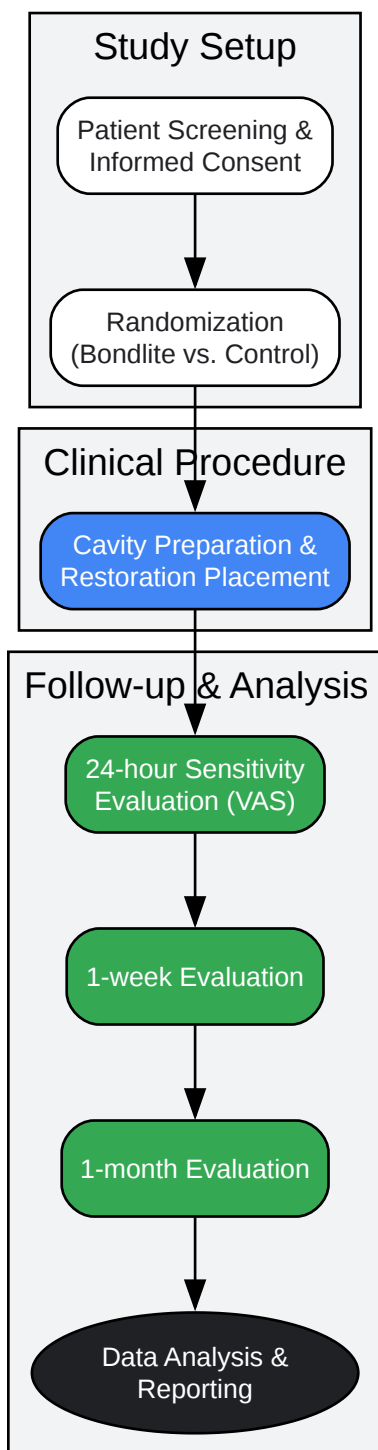 Study Setup
Patient Screening &
Informed Consent
Randomization
(Bondlite vs. Control)
Clinical Procedure
Cavity Preparation &
Restoration Placement
Follow-up & Analysis
24-hour Sensitivity
Evaluation (VAS)
1-week Evaluation
1-month Evaluation
Data Analysis &
Reporting